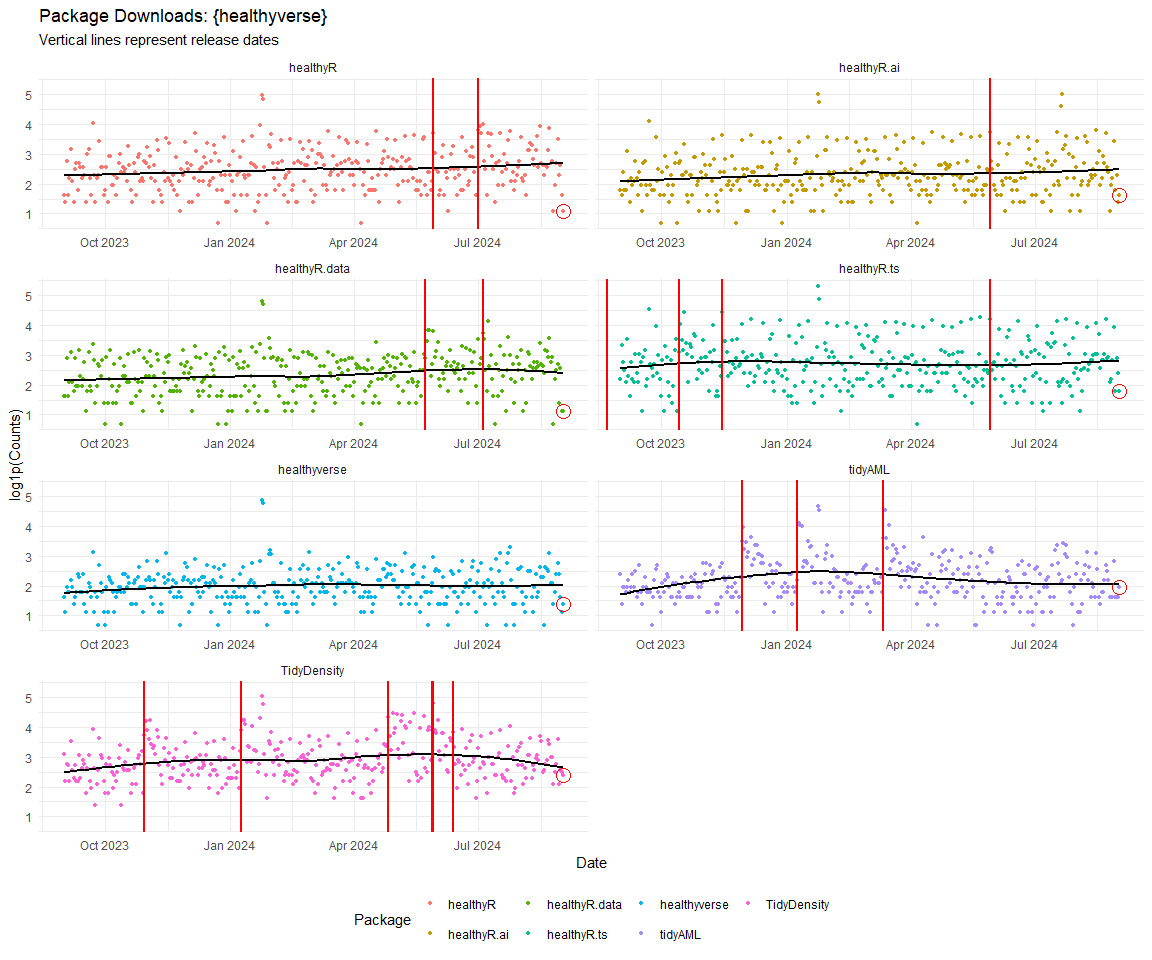 Package Downloads: {healthyverse}
Vertical lines represent release dates
healthyR
healthyR.ai
5
4
3
2
1
Oct 2023 Jan 2024 Apr 2024 Jul 2024
Oct 2023 Jan 2024 Apr 2024 Jul 2024
healthyR.data
healthyR.ts
5
4
3
2
1
Oct 2023 Jan 2024 Apr 2024 Jul 2024
Oct 2023 Jan 2024 Apr 2024 Jul 2024
log1p(Counts)
healthyverse
tidyAML
5
4
3
2
1
Oct 2023 Jan 2024 Apr 2024 Jul 2024
Oct 2023 Jan 2024 Apr 2024 Jul 2024
TidyDensity
5
4
3
2
1
Oct 2023 Jan 2024 Apr 2024 Jul 2024
Date
Package
healthyR healthyR.data healthyverse TidyDensity
healthyR.ai healthyR.ts tidyAML